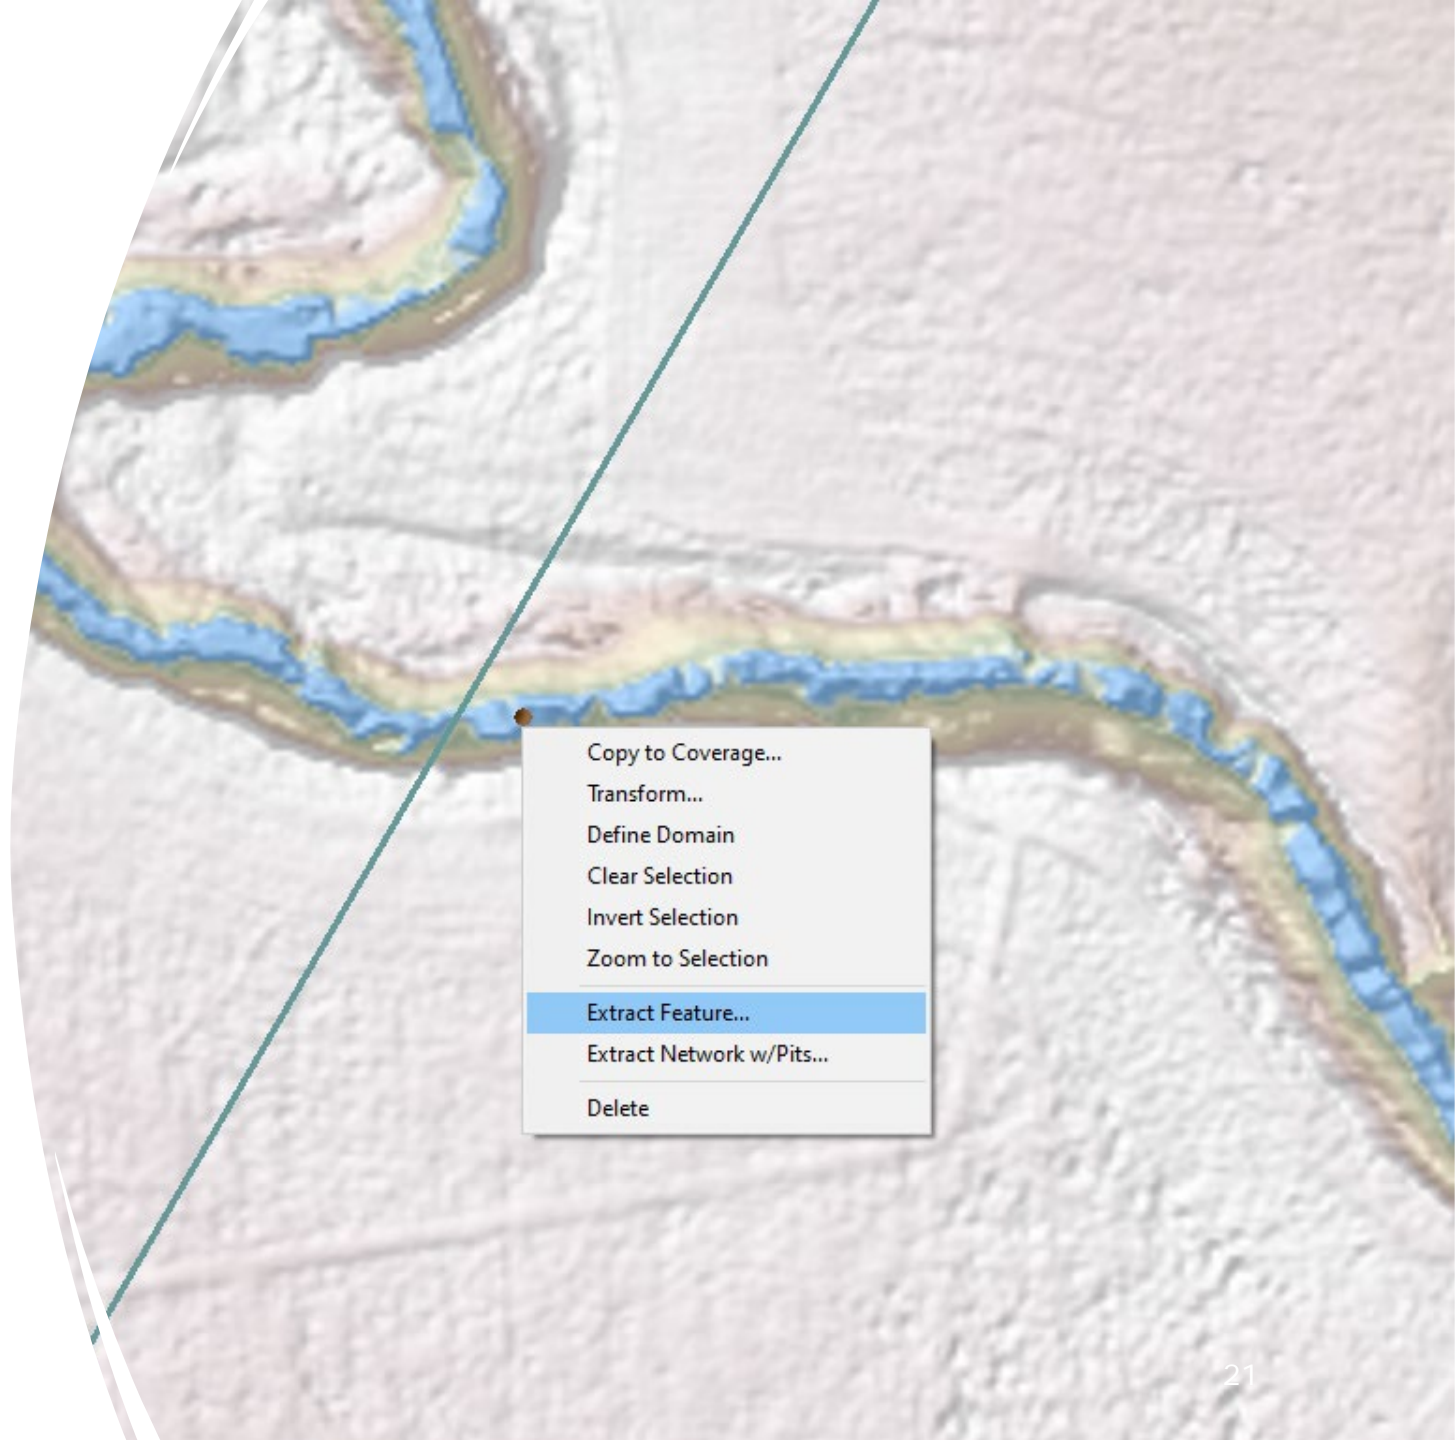 Copy to Coverage...
Transform...
Define Domain
Clear Selection
Invert Selection
Zoom to Selection
Extract Feature...
Extract Network w/Pits...
Delete
21